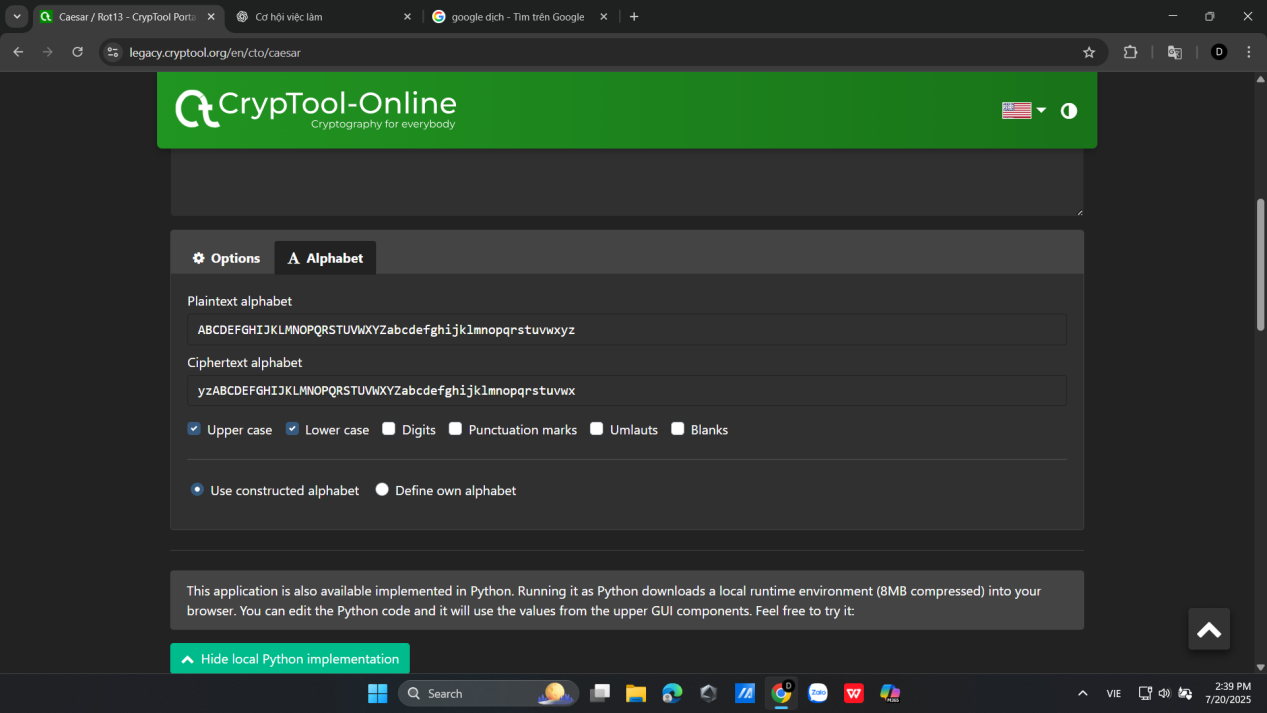 Caesar / Rot13 - CrypTool Porta
Cơ hội việc làm
google dịch - Tìm trên Google
legacy.cryptool.org/en/cto/caesar
D
CrypTool-Online
Cryptography for everybody
Options
A Alphabet
Plaintext alphabet
ABCDEFGHIJKLMNOPQRSTUVWXYZabcdefghijklmnopqrstuvwxyz
Ciphertext alphabet
yzABCDEFGHIJKLMNOPQRSTUVWXYZabcdefghijklmnopqrstuvwx
Upper case Lower case Digits Punctuation marks Umlauts Blanks
Use constructed alphabet Define own alphabet
This application is also available implemented in Python. Running it as Python downloads a local runtime environment (8MB compressed) into your
browser. You can edit the Python code and it will use the values from the upper GUI components. Feel free to try it:
Hide local Python implementation
Search
D
Zalo
W
M365
VIE
2:39 PM
7/20/2025